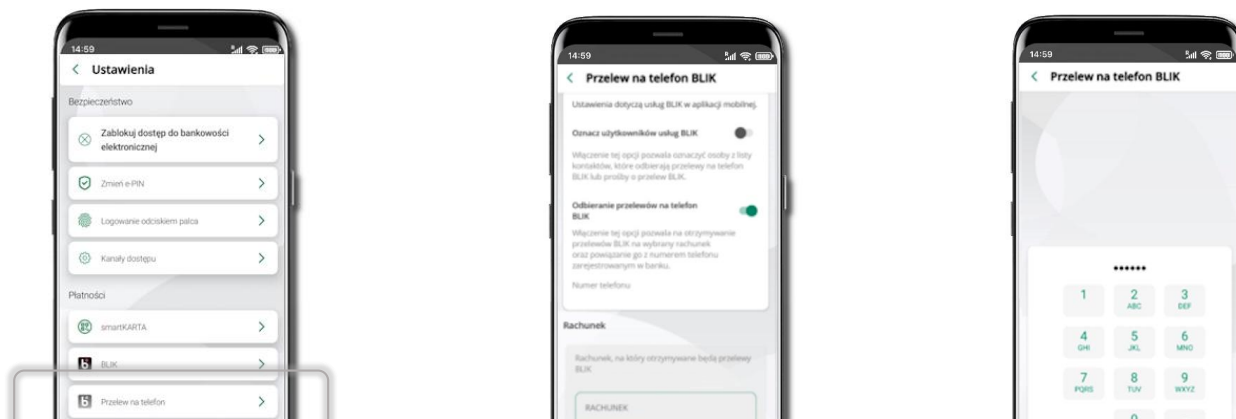 14:59
Ustawienia
Bezpieczeństwo
Zablokuj dostęp do bankowości
elektronicznej
Zmień e-PIN
Logowanie odciskiem palca
Kanały dostępu
Płatności
smartKARTA
BLIK
Przelew na telefon
14:59
Przelew na telefon BLIK
Ustawienia dotyczą usług BLIK w aplikacji mobilnej.
Oznacz użytkowników usług BLIK
Włączenie tej opcji pozwala oznaczyć osoby z listy
kontaktów, które odbierają przelewy na telefon
BLIK lub prośby o przelew BLIK.
Odbieranie przelewów na telefon
BLIK
Włączenie tej opcji pozwala na otrzymywanie
przelewów BLIK na wybrany rachunek
oraz powiązanie go z numerem telefonu
zarejestrowanym w banku.
Numer telefonu
Rachunek
Rachunek, na który otrzymywane będą przelewy
BLIK
RACHUNEK
14:59
Przelew na telefon BLIK
••••••
1 2 3
ABC DEF
4 5 6
GHI JKL MNO
7 8 9
PQRS TUV WXYZ
0